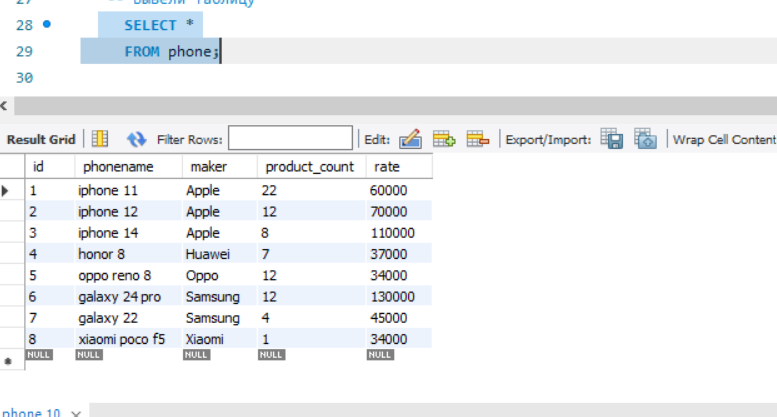 27 -- Вывели таблицу
28 SELECT *
29 FROM phone;
30
Result Grid Filter Rows: Edit: Export/Import: Wrap Cell Content
id phonename maker product_count rate
1 iphone 11 Apple 22 60000
2 iphone 12 Apple 12 70000
3 iphone 14 Apple 8 110000
4 honor 8 Huawei 7 37000
5 oppo reno 8 Oppo 12 34000
6 galaxy 24 pro Samsung 12 130000
7 galaxy 22 Samsung 4 45000
8 xiaomi poco f5 Xiaomi 1 34000
NULL NULL NULL NULL NULL
phone 10